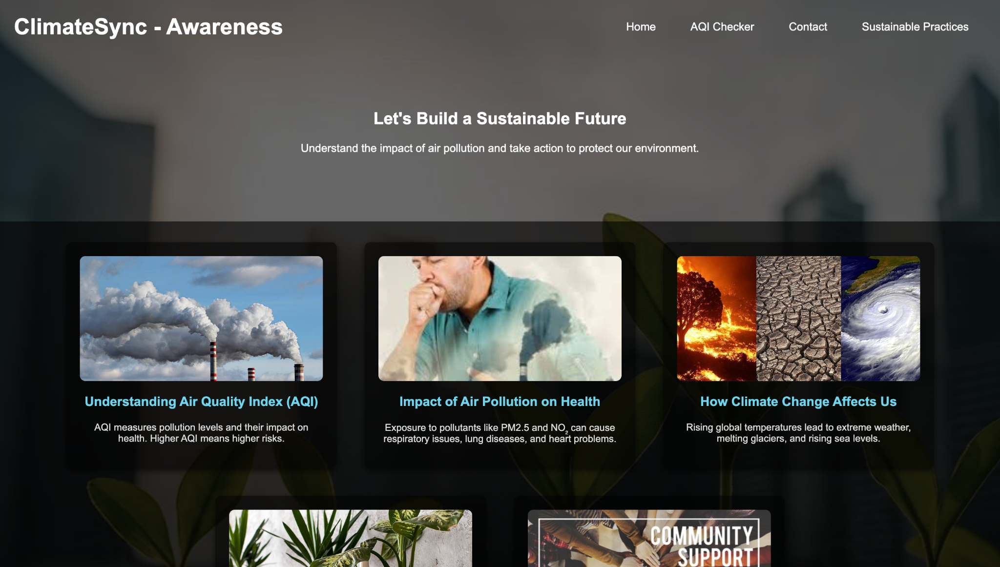 ClimateSync - Awareness
Home AQI Checker Contact Sustainable Practices
Let's Build a Sustainable Future
Understand the impact of air pollution and take action to protect our environment.
Understanding Air Quality Index (AQI)
AQI measures pollution levels and their impact on
health. Higher AQI means higher risks.
Impact of Air Pollution on Health
Exposure to pollutants like PM2.5 and NO₂ can cause
respiratory issues, lung diseases, and heart problems.
How Climate Change Affects Us
Rising global temperatures lead to extreme weather,
melting glaciers, and rising sea levels.
COMMUNITY
SUPPORT